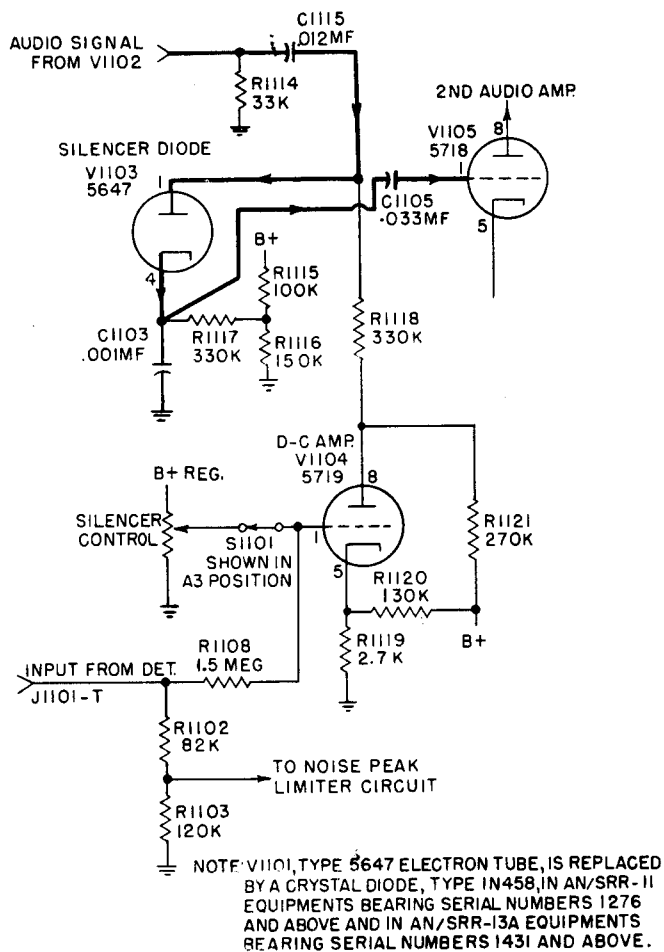 C1115
.012MF
AUDIO SIGNAL
FROM V1102
R1114
33K
2ND AUDIO AMP.
8
V1105
5718
1
5
SILENCER DIODE
V1103
5647
1
4
C1105
.033MF
B+
R1115
100K
R1118
330K
C1103
.001MF
R1117
330K
R1116
150K
D-C AMP.
V1104
5719
8
B+ REG.
SILENCER
CONTROL
S1101
SHOWN IN
A3 POSITION
1
5
R1121
270K
R1120
130K
B+
R1119
2.7K
R1108
1.5 MEG
INPUT FROM DET.
J1101-T
R1102
82K
TO NOISE PEAK
LIMITER CIRCUIT
R1103
120K
NOTE: V1101, TYPE 5647 ELECTRON TUBE, IS REPLACED
BY A CRYSTAL DIODE, TYPE 1N458, IN AN/SRR-11
EQUIPMENTS BEARING SERIAL NUMBERS 1276
AND ABOVE AND IN AN/SRR-13A EQUIPMENTS
BEARING SERIAL NUMBERS 1431 AND ABOVE.